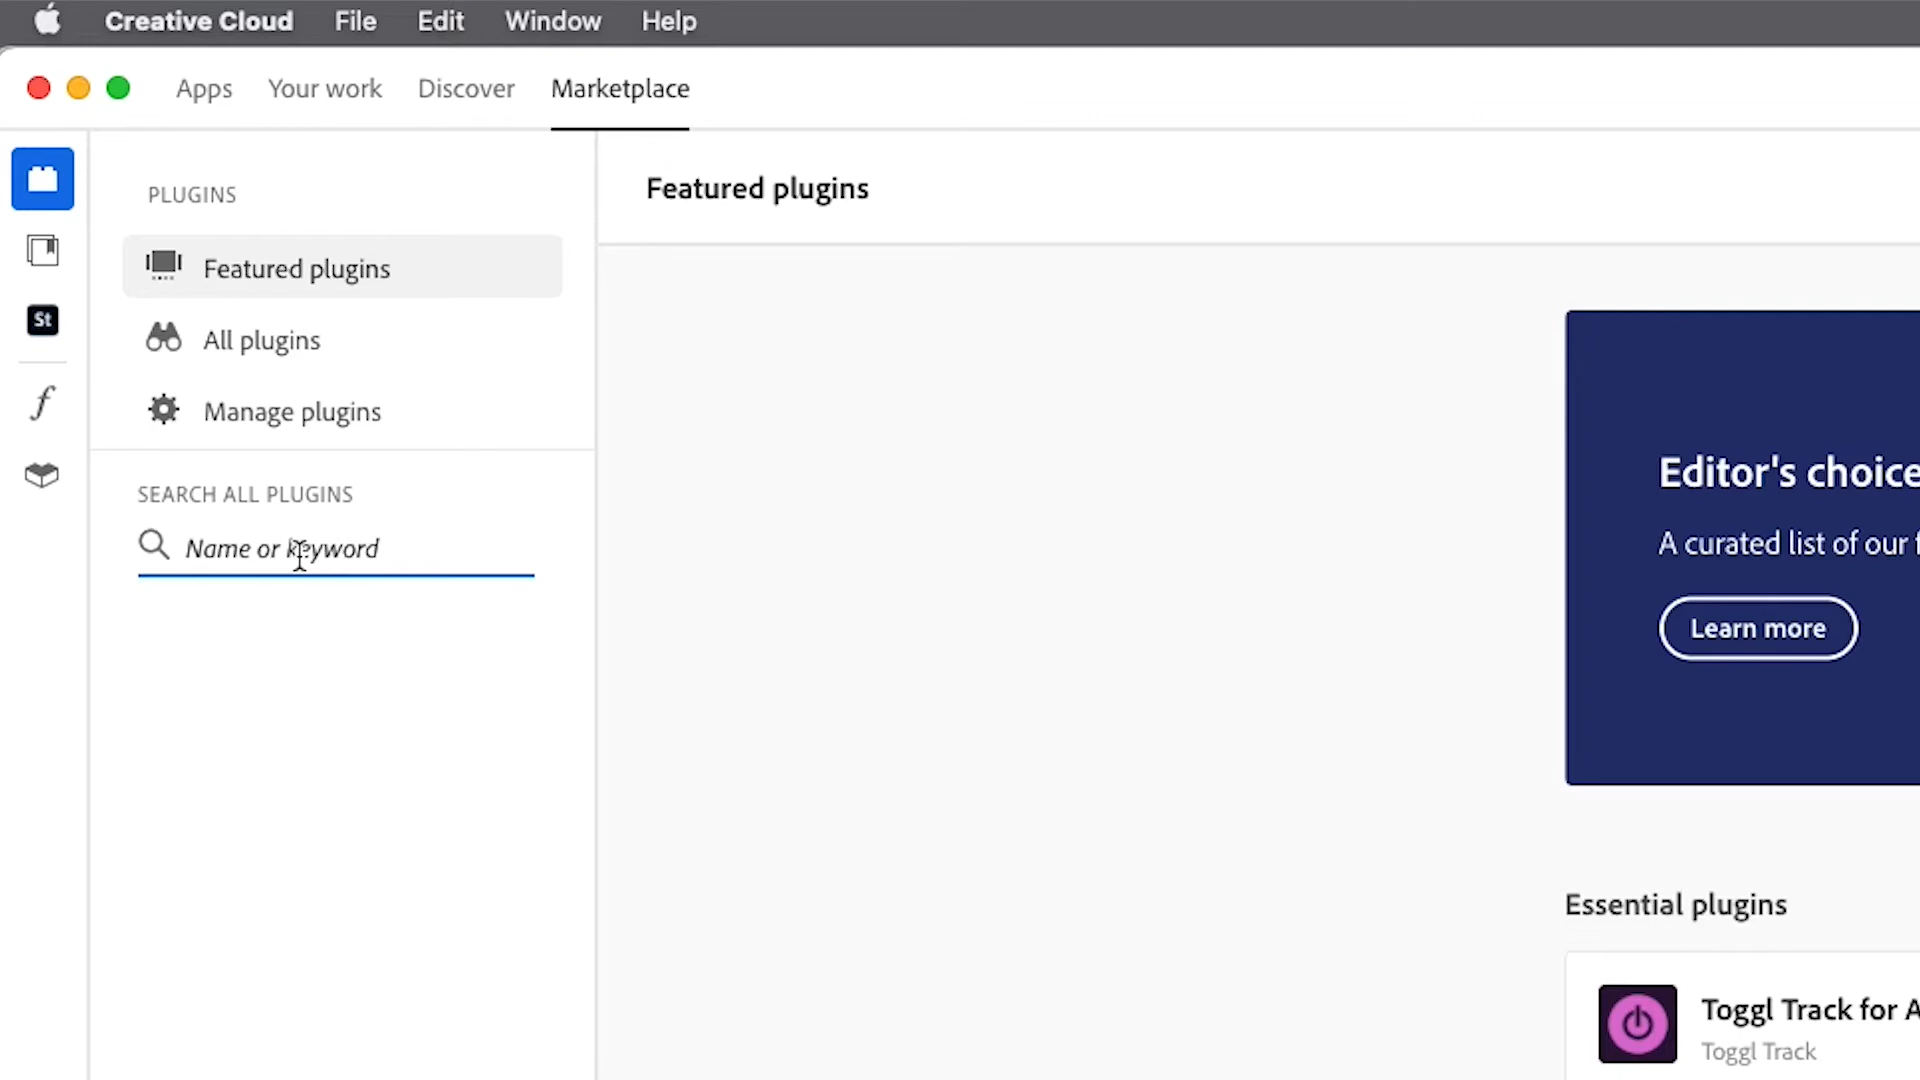 Creative Cloud File Edit Window Help
Apps Your work Discover Marketplace
PLUGINS
Featured plugins
All plugins
Manage plugins
SEARCH ALL PLUGINS
Name or keyword
St
Featured plugins
Editor's choice
A curated list of our
Learn more
Essential plugins
Toggl Track for A
Toggl Track